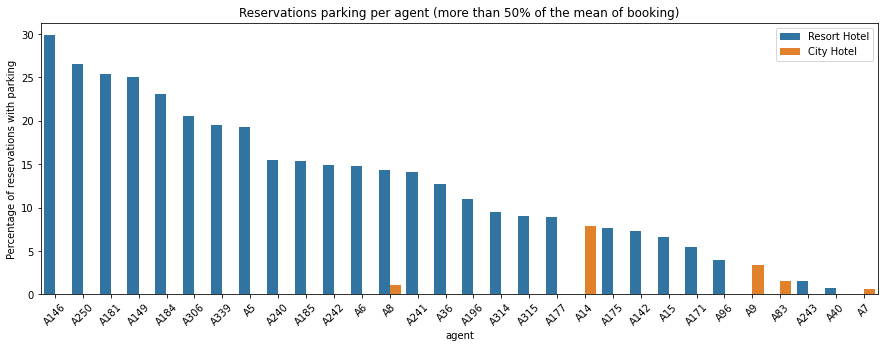 Reservations parking per agent (more than 50% of the mean of booking)
Resort Hotel
City Hotel
Percentage of reservations with parking
30
25
20
15
10
5
0
A146 A250 A181 A149 A184 A306 A339 A5 A240 A185 A242 A6 A8 A241 A36 A196 A314 A315 A177 A14 A175 A142 A15 A171 A96 A9 A83 A243 A40 A7
agent